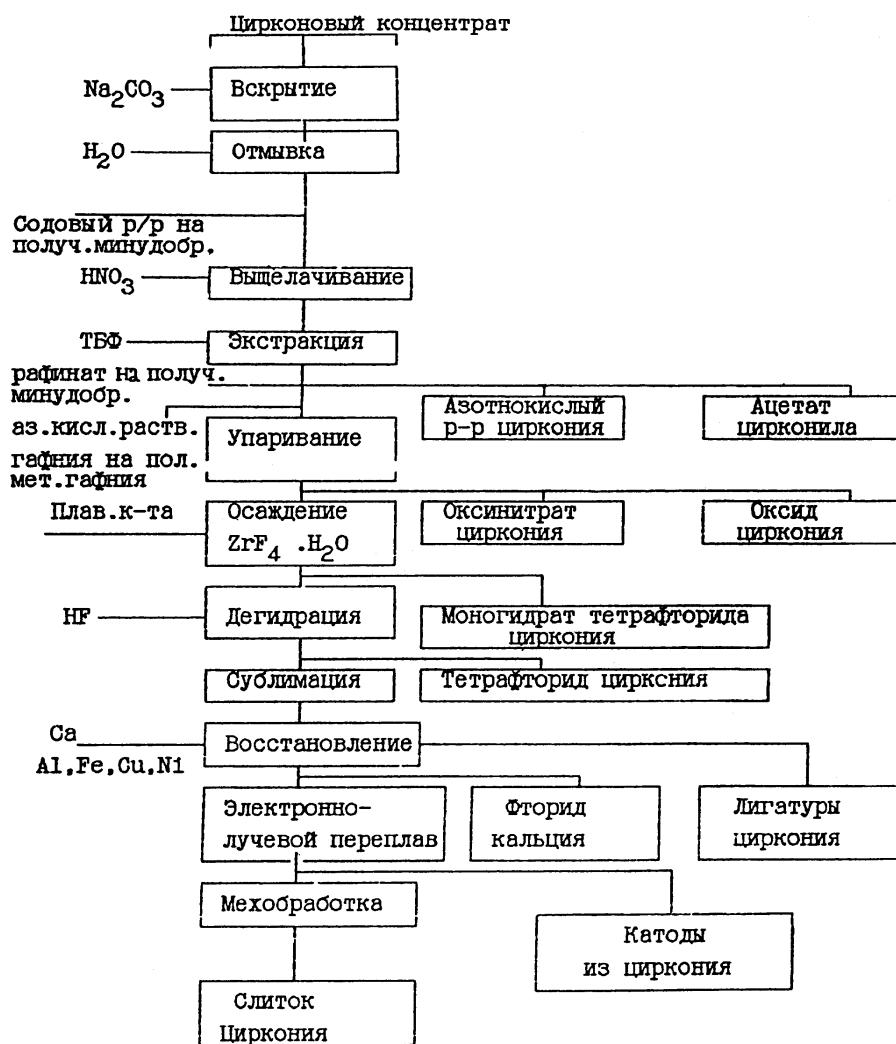 Цирконовый концентрат
Na2CO3
Вскрытие
H2O
Отмывка
Содовый р/р на
получ.минудобр.
HNO3
Выщелачивание
ТБФ
Экстракция
рафинат на получ.
минудобр.
Азотнокислый
р-р циркония
Ацетат
цирконила
аз.кисл.раств.
гафния на пол.
мет.гафния
Упаривание
Плав.к-та
Осаждение
ZrF4 .H2O
Оксинитрат
циркония
Оксид
циркония
HF
Дегидрация
Моногидрат тетрафторида
циркония
Сублимация
Тетрафторид цирксния
Ca
Al,Fe,Cu,Ni
Восстановление
Электронно-
лучевой переплав
Фторид
кальция
Лигатуры
циркония
Мехобработка
Катоды
из циркония
Слиток
Циркония